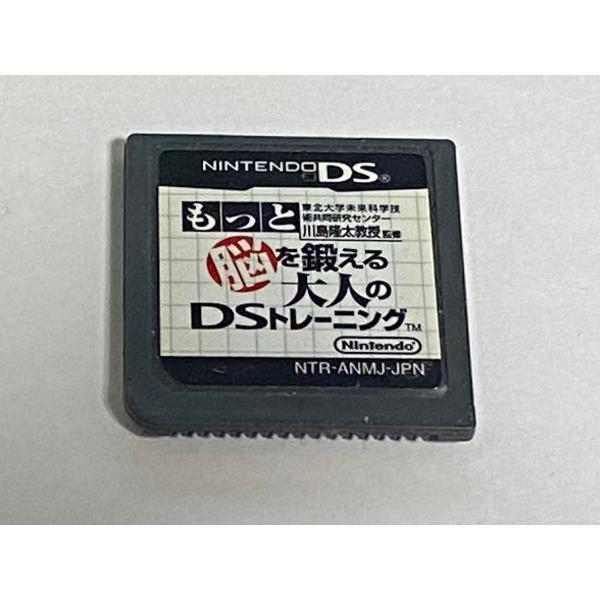 NINTENDO DS®
もっと
東北大学未来科学技
術共同研究センター
川島隆太教授 監修
脳を鍛える
大人の
DSトレーニング™
Nintendo
NTR-ANMJ-JPN